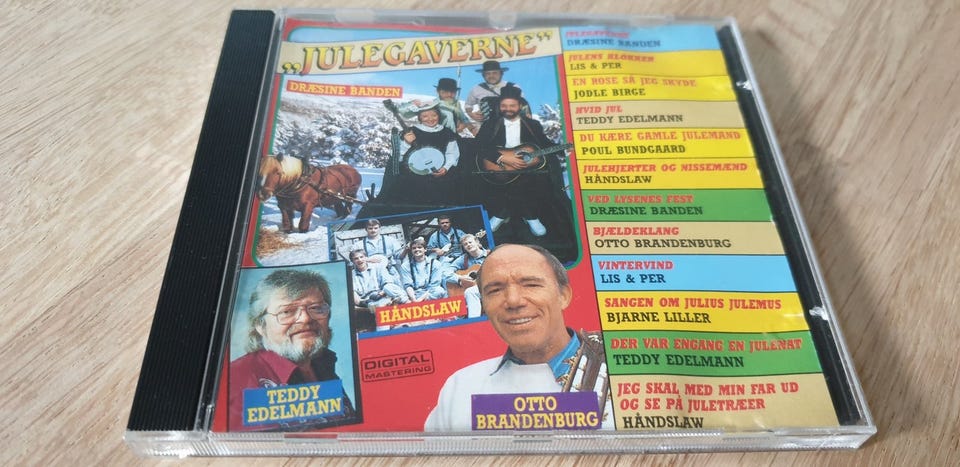 „JULEGAVERNE”
DRÆSINE BANDEN
HÅNDSLAW
DIGITAL
MASTERING
TEDDY
EDELMANN
OTTO
BRANDENBURG
JULEGAVERNE
DRÆSINE BANDEN
JULENS KLOKKER
LIS & PER
EN ROSE SÅ JEG SKYDE
JODLE BIRGE
HVID JUL
TEDDY EDELMANN
DU KÆRE GAMLE JULEMAND
POUL BUNDGAARD
JULEHJERTER OG NISSEMÆND
HÅNDSLAW
VED LYSENES FEST
DRÆSINE BANDEN
BJÆLDEKLANG
OTTO BRANDENBURG
VINTERVIND
LIS & PER
SANGEN OM JULIUS JULEMUS
BJARNE LILLER
DER VAR ENGANG EN JULENAT
TEDDY EDELMANN
JEG SKAL MED MIN FAR UD
OG SE PÅ JULETRÆER
HÅNDSLAW